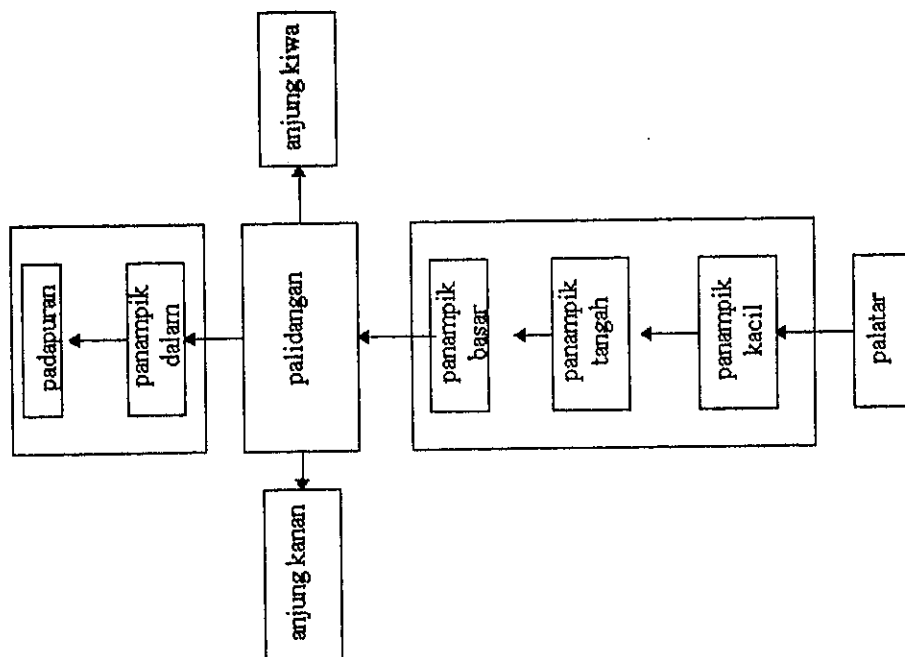 anjung kiwa
padapuran
panampik
dalam
palidangan
panampik
basar
panampik
tangah
panampik
kacil
palatar
anjung kanan